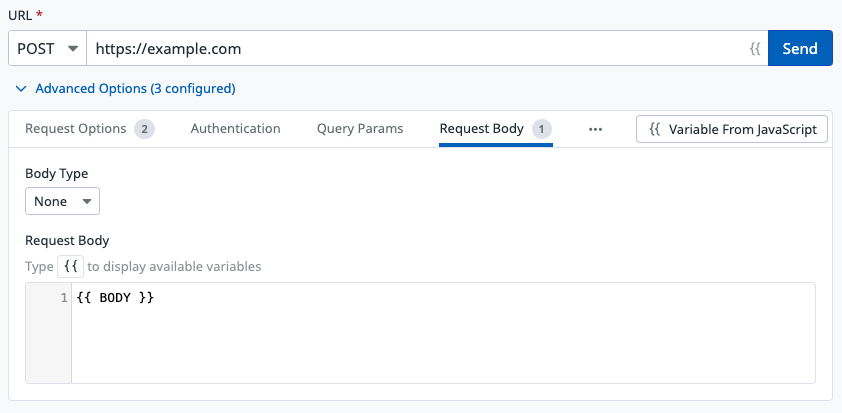 URL *
POST https://example.com {{ Send
Advanced Options (3 configured)
Request Options 2 Authentication Query Params Request Body 1 ••• {{ Variable From JavaScript
Body Type
None
Request Body
Type {{ to display available variables
1 {{ BODY }}